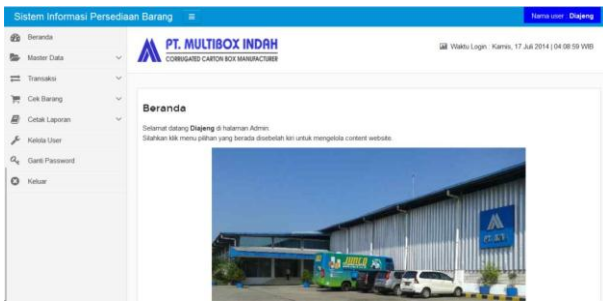 Sistem Informasi Persediaan Barang
Nama user : Diajeng
Beranda
Master Data
Transaksi
Cek Barang
Cetak Laporan
Kelola User
Ganti Password
Keluar
PT. MULTIBOX INDAH
CORRUGATED CARTON BOX MANUFACTURER
Waktu Login : Kamis, 17 Juli 2014 | 04:08:59 WIB
Beranda
Selamat datang Diajeng di halaman Admin.
Silahkan klik menu pilihan yang berada disebelah kiri untuk mengelola content website.